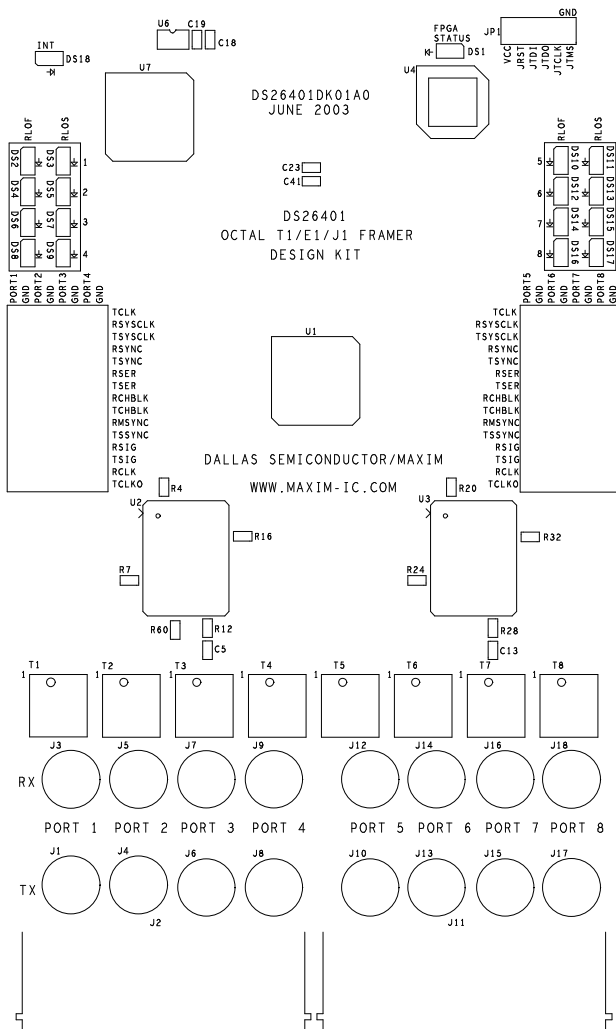 U6
C19
C18
INT
DS18
U7
FPGA
STATUS
DS1
U4
GND
JP1
VCC
JRST
JTDI
JTDO
JTCLK
JTMS
DS26401DK01A0
JUNE 2003
RLOF
RLOS
DS2
DS3
1
DS4
DS5
2
DS6
DS7
3
DS8
DS9
4
C23
C41
RLOF
RLOS
5
DS10
DS11
6
DS12
DS13
7
DS14
DS15
8
DS16
DS17
DS26401
OCTAL T1/E1/J1 FRAMER
DESIGN KIT
PORT1
GND
PORT2
GND
PORT3
GND
PORT4
GND
PORT5
GND
PORT6
GND
PORT7
GND
PORT8
GND
TCLK
RSYSCLK
TSYSCLK
RSYNC
TSYNC
RSER
TSER
RCHBLK
TCHBLK
RMSYNC
TSSYNC
RSIG
TSIG
RCLK
TCLKO
U1
TCLK
RSYSCLK
TSYSCLK
RSYNC
TSYNC
RSER
TSER
RCHBLK
TCHBLK
RMSYNC
TSSYNC
RSIG
TSIG
RCLK
TCLKO
DALLAS SEMICONDUCTOR/MAXIM
WWW.MAXIM-IC.COM
R4
U2
R16
R7
R60
R12
C5
R20
U3
R32
R24
R28
C13
T1
1
T2
1
T3
1
T4
1
T5
1
T6
1
T7
1
T8
1
J3
J5
J7
J9
J12
J14
J16
J18
RX
PORT 1
PORT 2
PORT 3
PORT 4
PORT 5
PORT 6
PORT 7
PORT 8
J1
J4
J6
J8
J10
J13
J15
J17
TX
J2
J11